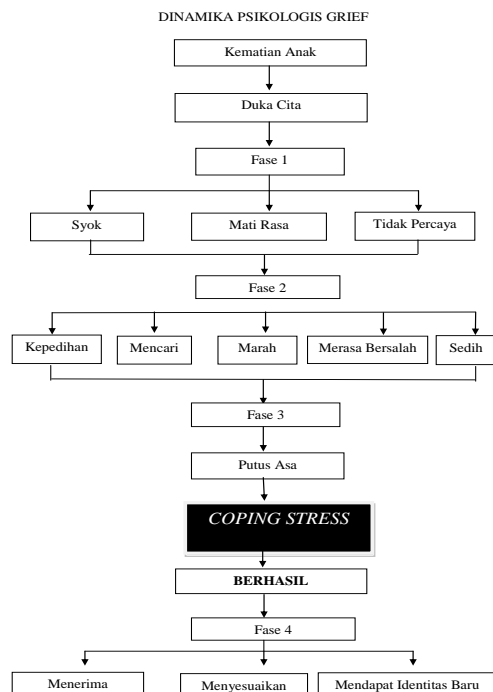 DINAMIKA PSIKOLOGIS GRIEF
Kematian Anak
Duka Cita
Fase 1
Syok
Mati Rasa
Tidak Percaya
Fase 2
Kepedihan
Mencari
Marah
Merasa Bersalah
Sedih
Fase 3
Putus Asa
COPING STRESS
BERHASIL
Fase 4
Menerima
Menyesuaikan
Mendapat Identitas Baru